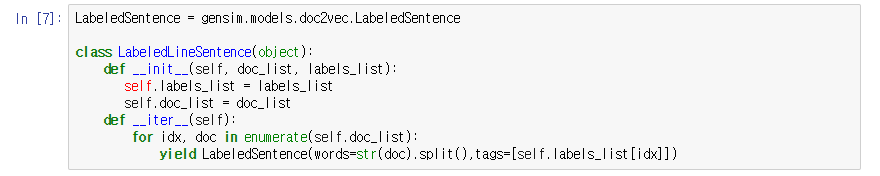 In [7]: LabeledSentence = gensim.models.doc2vec.LabeledSentence
class LabeledLineSentence(object):
    def __init__(self, doc_list, labels_list):
        self.labels_list = labels_list
        self.doc_list = doc_list
    def __iter__(self):
        for idx, doc in enumerate(self.doc_list):
            yield LabeledSentence(words=str(doc).split(),tags=[self.labels_list[idx]])